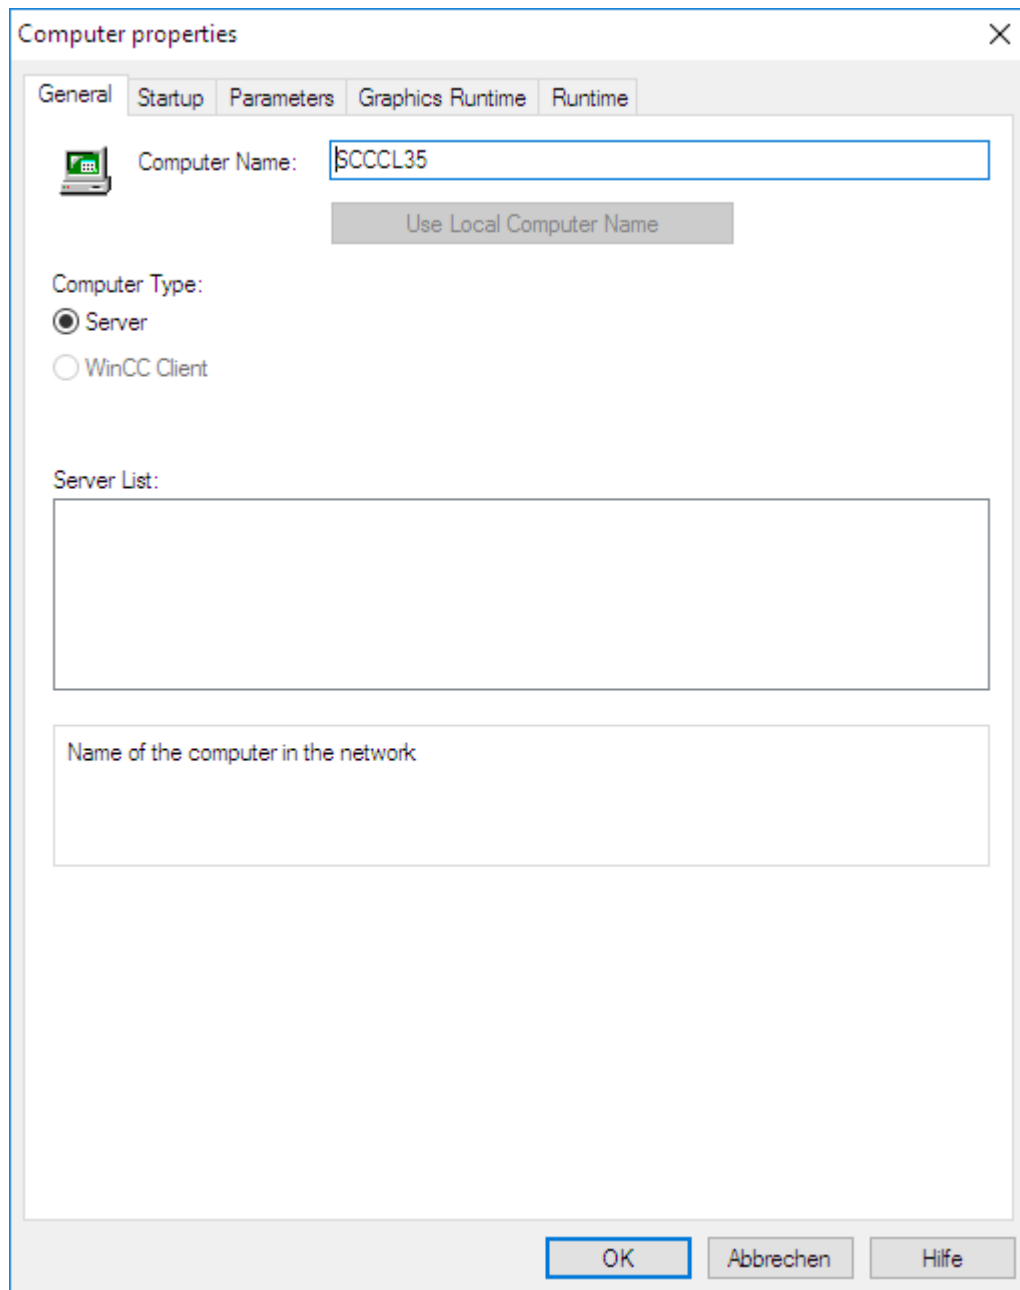 Computer properties
General Startup Parameters Graphics Runtime Runtime
Computer Name: SCCCL35
Use Local Computer Name
Computer Type:
Server
WinCC Client
Server List:
Name of the computer in the network
OK Abbrechen Hilfe